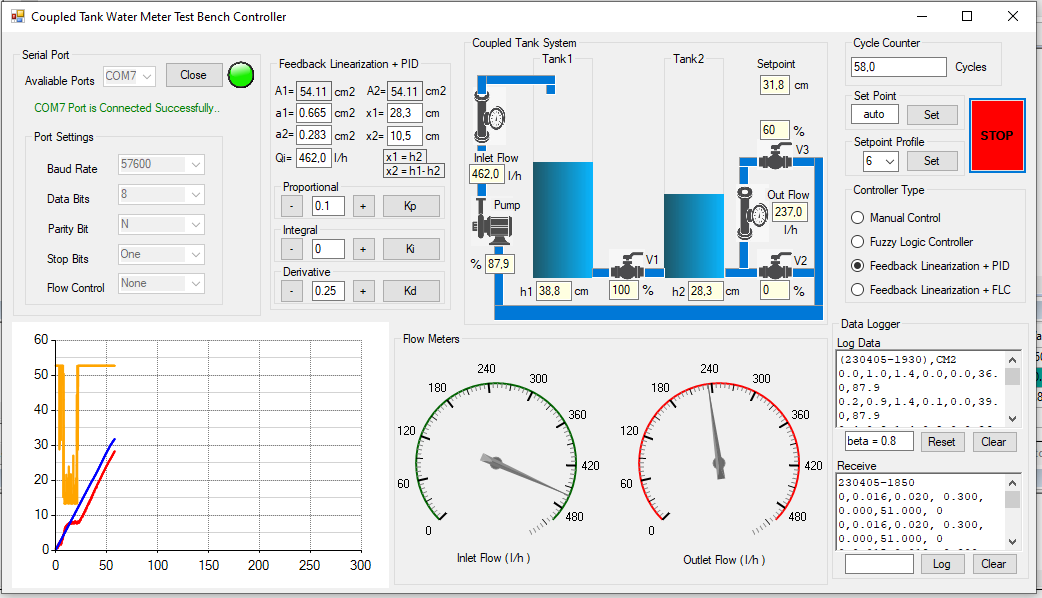 Coupled Tank Water Meter Test Bench Controller
Serial Port
Avaliable Ports COM7 Close
COM7 Port is Connected Successfully..
Port Settings
Baud Rate 57600
Data Bits 8
Parity Bit N
Stop Bits One
Flow Control None
Feedback Linearization + PID
A1= 54.11 cm2 A2= 54.11 cm2
a1= 0.665 cm2 x1= 28,3 cm
a2= 0.283 cm2 x2= 10,5 cm
Qi= 462,0 l/h x1 = h2
x2 = h1- h2
Proportional
- 0.1 + Kp
Integral
- 0 + Ki
Derivative
- 0.25 + Kd
Coupled Tank System
Tank1 Tank2 Setpoint
31,8 cm
60 %
V3
Inlet Flow
462,0 l/h
Pump
Out Flow
237,0
l/h
% 87,9
V1 V2
h1 38,8 cm 100 % h2 28,3 cm 0 %
Cycle Counter
58,0 Cycles
Set Point
auto Set
STOP
Setpoint Profile
6 Set
Controller Type
Manual Control
Fuzzy Logic Controller
Feedback Linearization + PID
Feedback Linearization + FLC
60
50
40
30
20
10
0
0 50 100 150 200 250 300
Flow Meters
0 60 120 180 240 300 360 420 480
Inlet Flow ( l/h )
0 60 120 180 240 300 360 420 480
Outlet Flow ( l/h )
Data Logger
Log Data
(230405-1930),CM2
0.0,1.0,1.4,0.0,0.0,36.
0,87.9
0.2,0.9,1.4,0.1,0.0,39.
0,87.9
beta = 0.8 Reset Clear
Receive
230405-1850
0,0.016,0.020, 0.300,
0.000,51.000, 0
0,0.016,0.020, 0.300,
0.000,51.000, 0
Log Clear